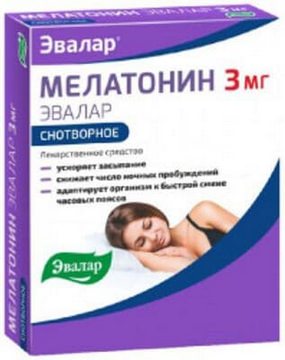 Эвалар®
МЕЛАТОНИН 3 мг
ЭВАЛАР
СНОТВОРНОЕ
Лекарственное средство
ускоряет засыпание
снижает число ночных пробуждений
адаптирует организм к быстрой смене
часовых поясов
Эвалар
МЕЛАТОНИН ЭВАЛАР 3 мг